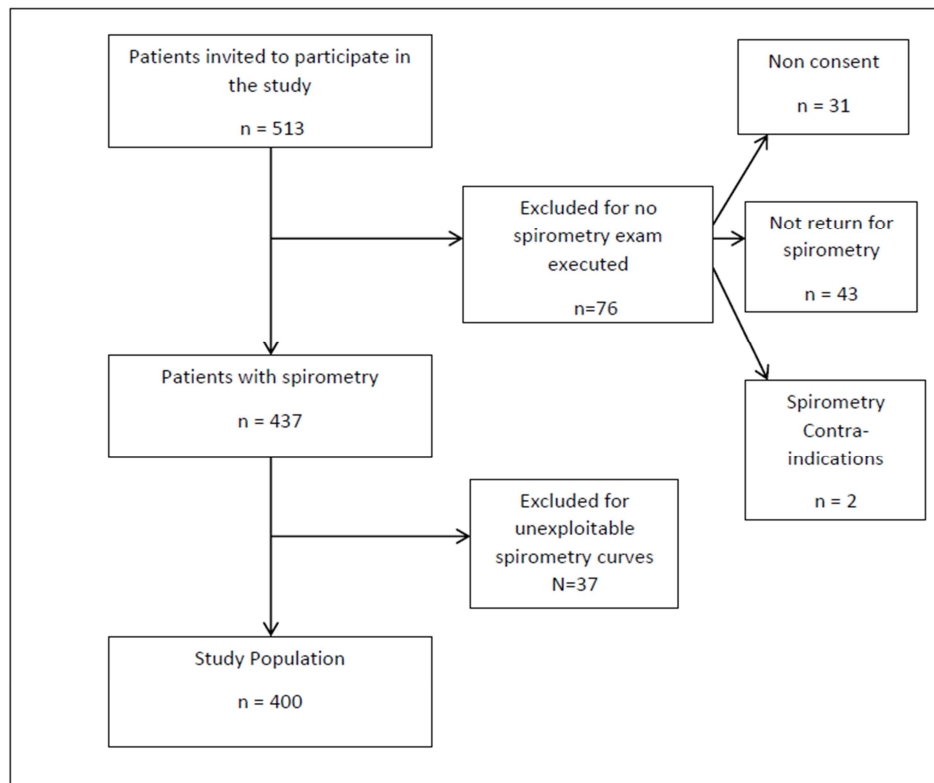 Patients invited to participate in
the study
n = 513
Non consent
n = 31
Excluded for no
spirometry exam
executed
n=76
Not return for
spirometry
n = 43
Spirometry
Contra-
indications
n = 2
Patients with spirometry
n = 437
Excluded for
unexploitable
spirometry curves
N=37
Study Population
n = 400